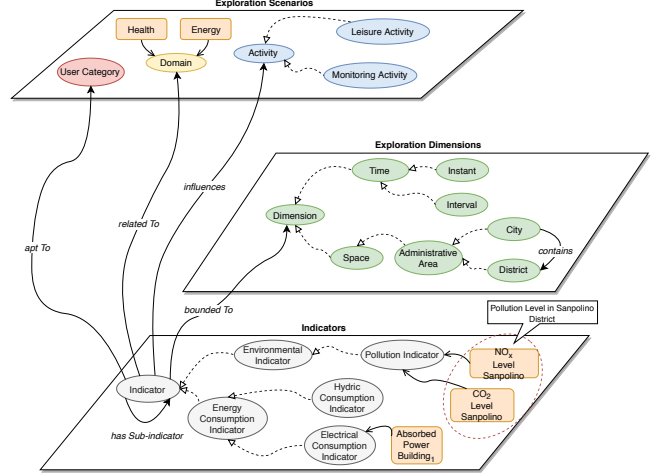 Exploration Scenarios
Health
Energy
Leisure Activity
Activity
User Category
Domain
Monitoring Activity
Exploration Dimensions
Time
Instant
influences
Interval
Dimension
City
related To
apt To
Space
Administrative
Area
contains
District
bounded To
Pollution Level in Sanpolino
District
Indicators
Environmental
Indicator
Pollution Indicator
NOx
Level
Sanpolino
Indicator
Hydric
Consumption
Indicator
CO2
Level
Sanpolino
Energy
Consumption
Indicator
has Sub-indicator
Electrical
Consumption
Indicator
Absorbed
Power
Building1